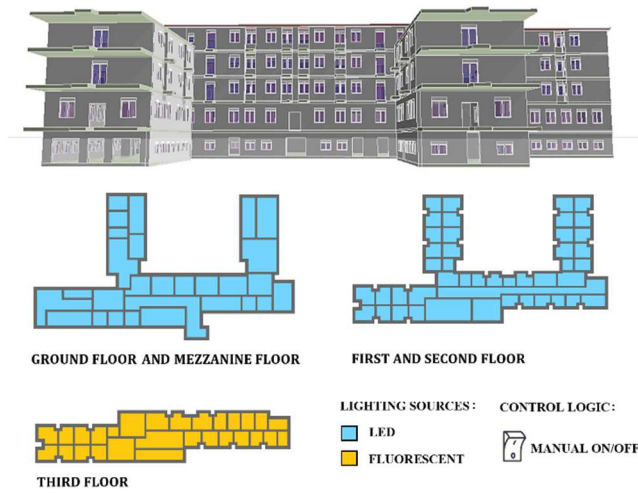 GROUND FLOOR AND MEZZANINE FLOOR
FIRST AND SECOND FLOOR
THIRD FLOOR
LIGHTING SOURCES:
LED
FLUORESCENT
CONTROL LOGIC:
MANUAL ON/OFF